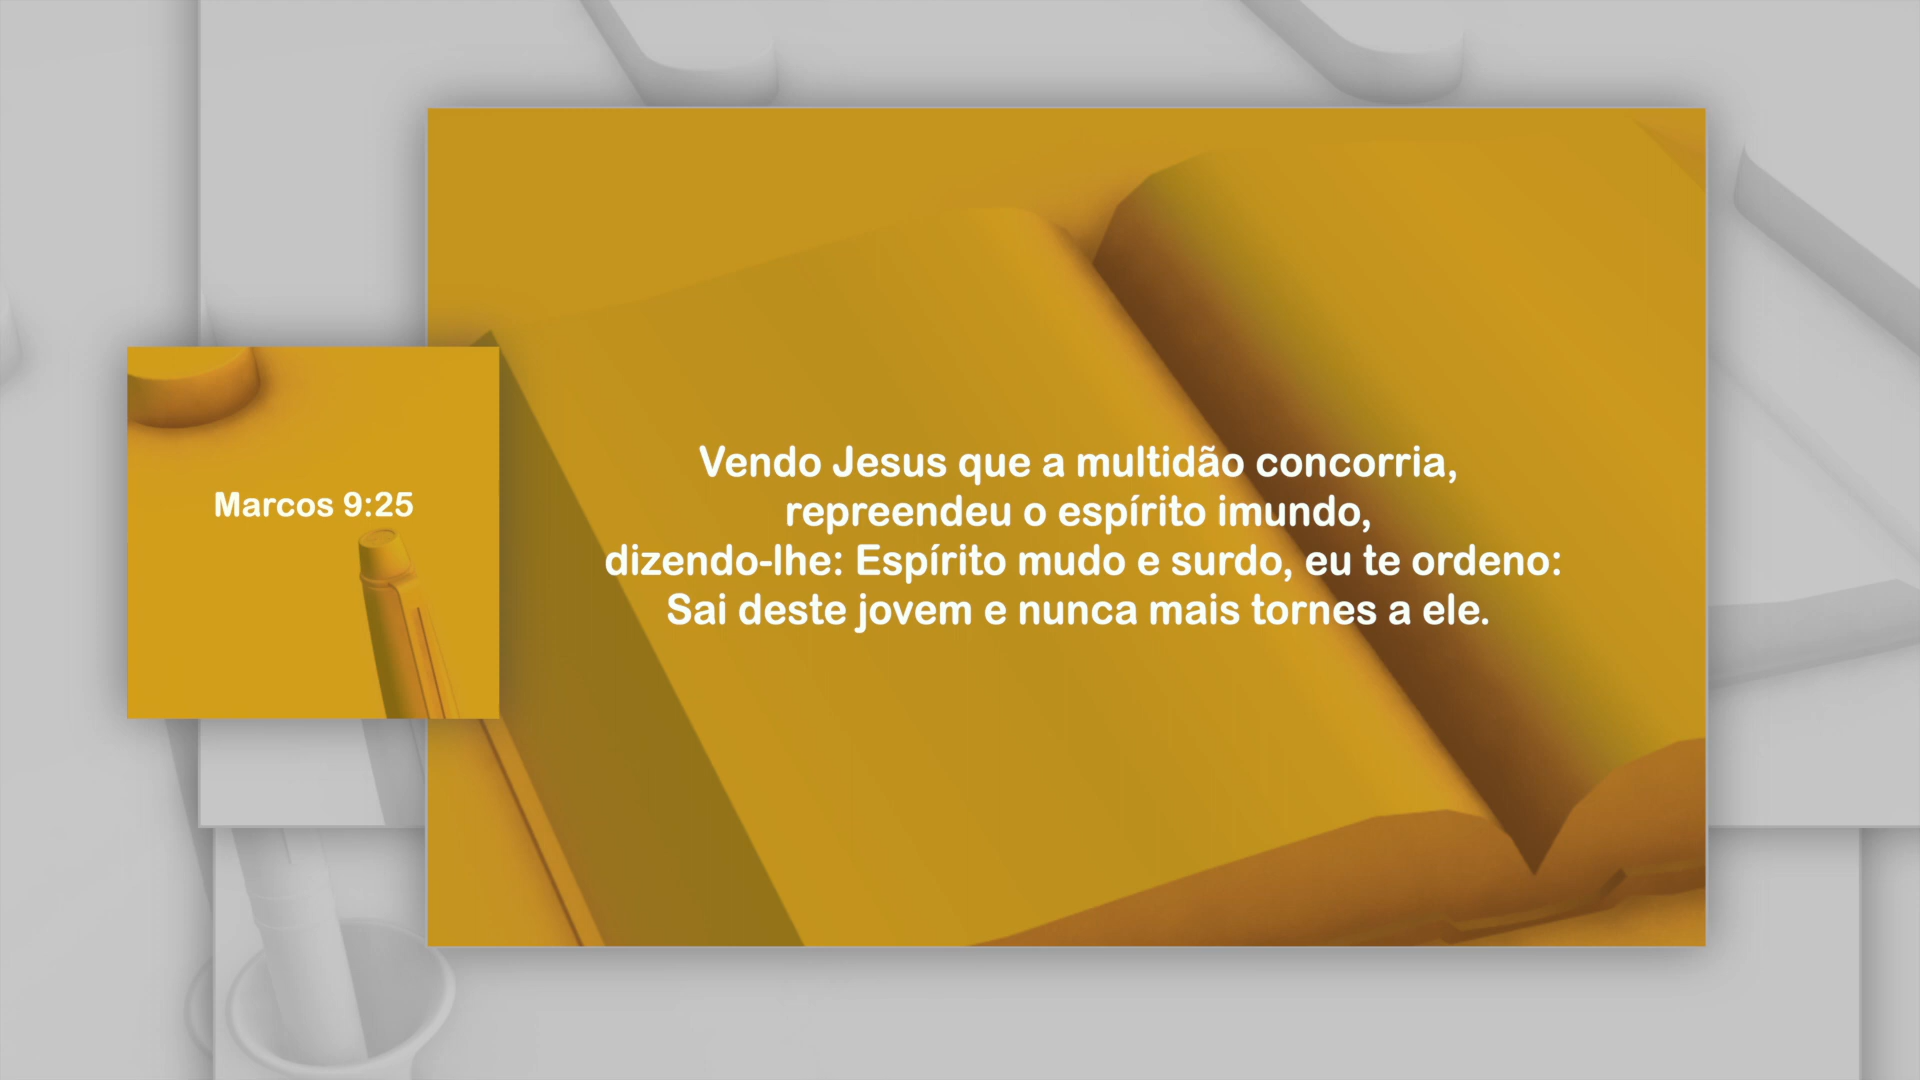 Marcos 9:25
Vendo Jesus que a multidão concorria,
repreendeu o espírito imundo,
dizendo-lhe: Espírito mudo e surdo, eu te ordeno:
Sai deste jovem e nunca mais tornes a ele.